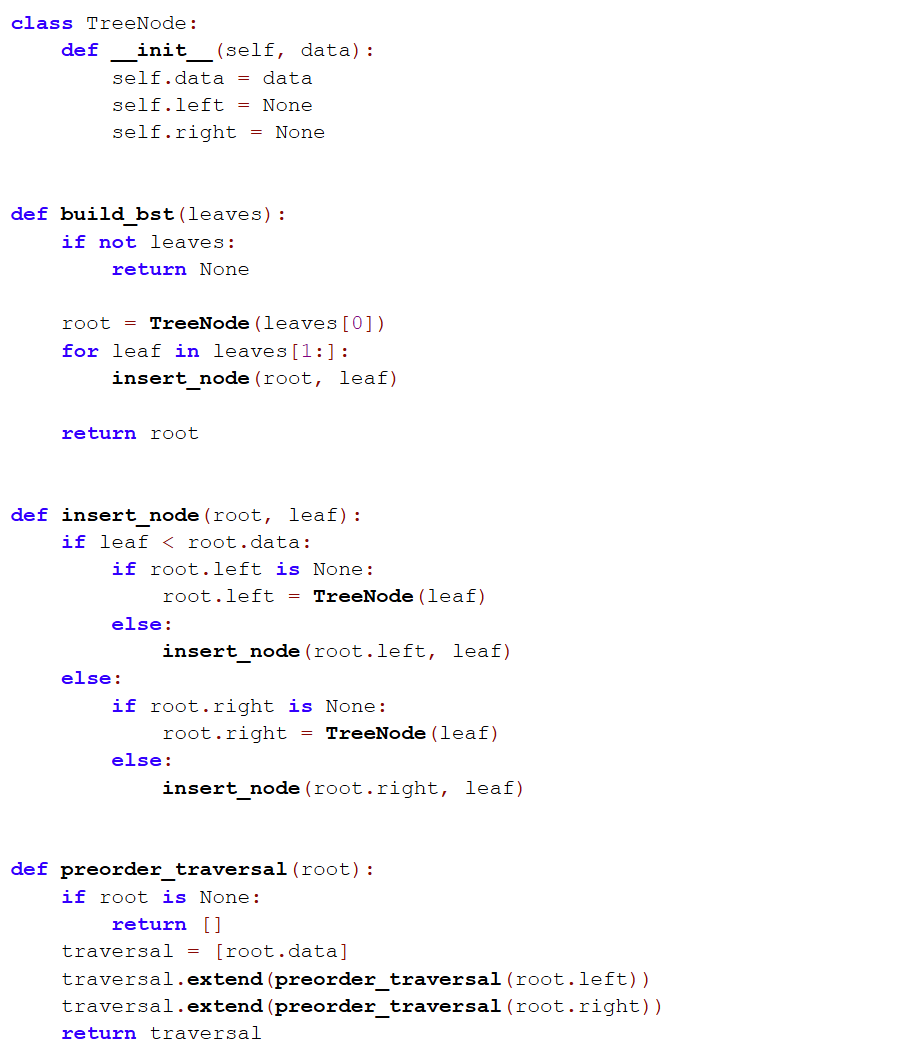 class TreeNode:
    def __init__(self, data):
        self.data = data
        self.left = None
        self.right = None
def build_bst(leaves):
    if not leaves:
        return None
    root = TreeNode(leaves[0])
    for leaf in leaves[1:]:
        insert_node(root, leaf)
    return root
def insert_node(root, leaf):
    if leaf < root.data:
        if root.left is None:
            root.left = TreeNode(leaf)
        else:
            insert_node(root.left, leaf)
    else:
        if root.right is None:
            root.right = TreeNode(leaf)
        else:
            insert_node(root.right, leaf)
def preorder_traversal(root):
    if root is None:
        return []
    traversal = [root.data]
    traversal.extend(preorder_traversal(root.left))
    traversal.extend(preorder_traversal(root.right))
    return traversal